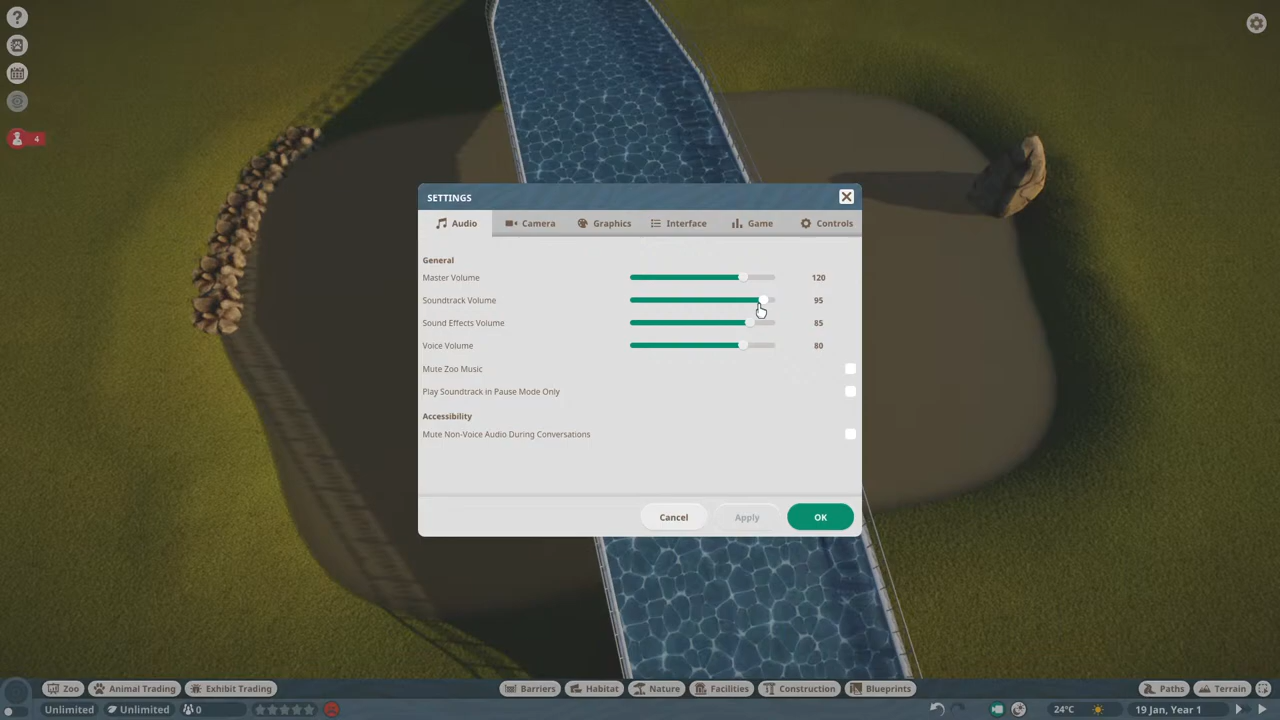 ?
4
SETTINGS
Audio Camera Graphics Interface Game Controls
General
Master Volume 120
Soundtrack Volume 95
Sound Effects Volume 85
Voice Volume 80
Mute Zoo Music
Play Soundtrack in Pause Mode Only
Accessibility
Mute Non-Voice Audio During Conversations
Cancel Apply OK
Zoo Animal Trading Exhibit Trading Barriers Habitat Nature Facilities Construction Blueprints Paths Terrain
Unlimited Unlimited 0 24°C 19 Jan, Year 1